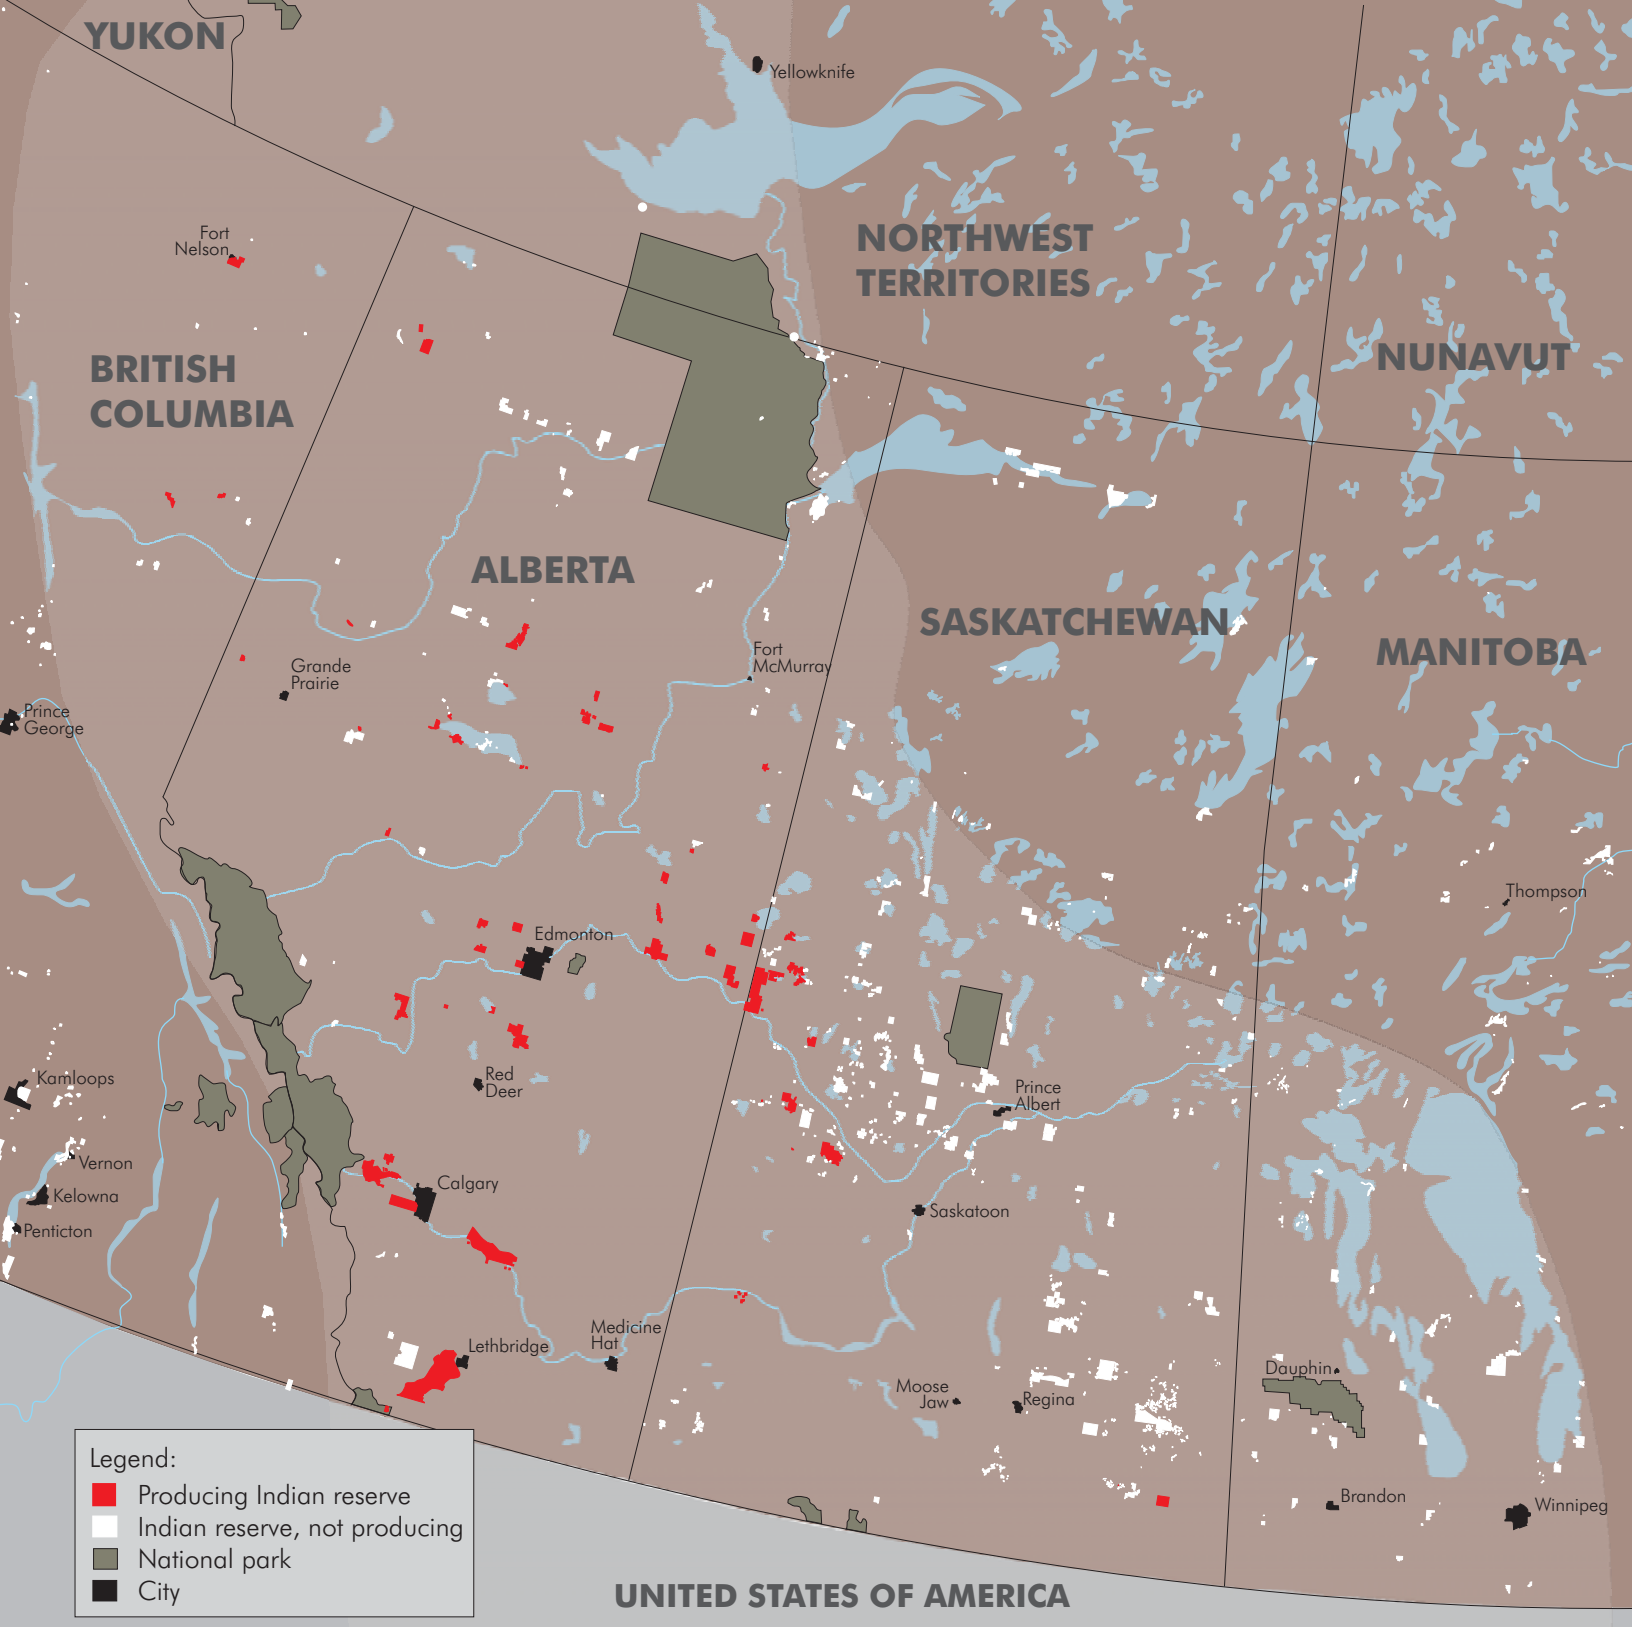 YUKON
Yellowknife
Fort
Nelson
NORTHWEST
TERRITORIES
BRITISH
COLUMBIA
NUNAVUT
ALBERTA
SASKATCHEWAN
MANITOBA
Fort
McMurray
Grande
Prairie
Prince
George
Thompson
Edmonton
Kamloops
Red
Deer
Prince
Albert
Vernon
Kelowna
Penticton
Calgary
Saskatoon
Medicine
Hat
Lethbridge
Moose
Jaw
Regina
Dauphin
Brandon
Winnipeg
Legend:
Producing Indian reserve
Indian reserve, not producing
National park
City
UNITED STATES OF AMERICA